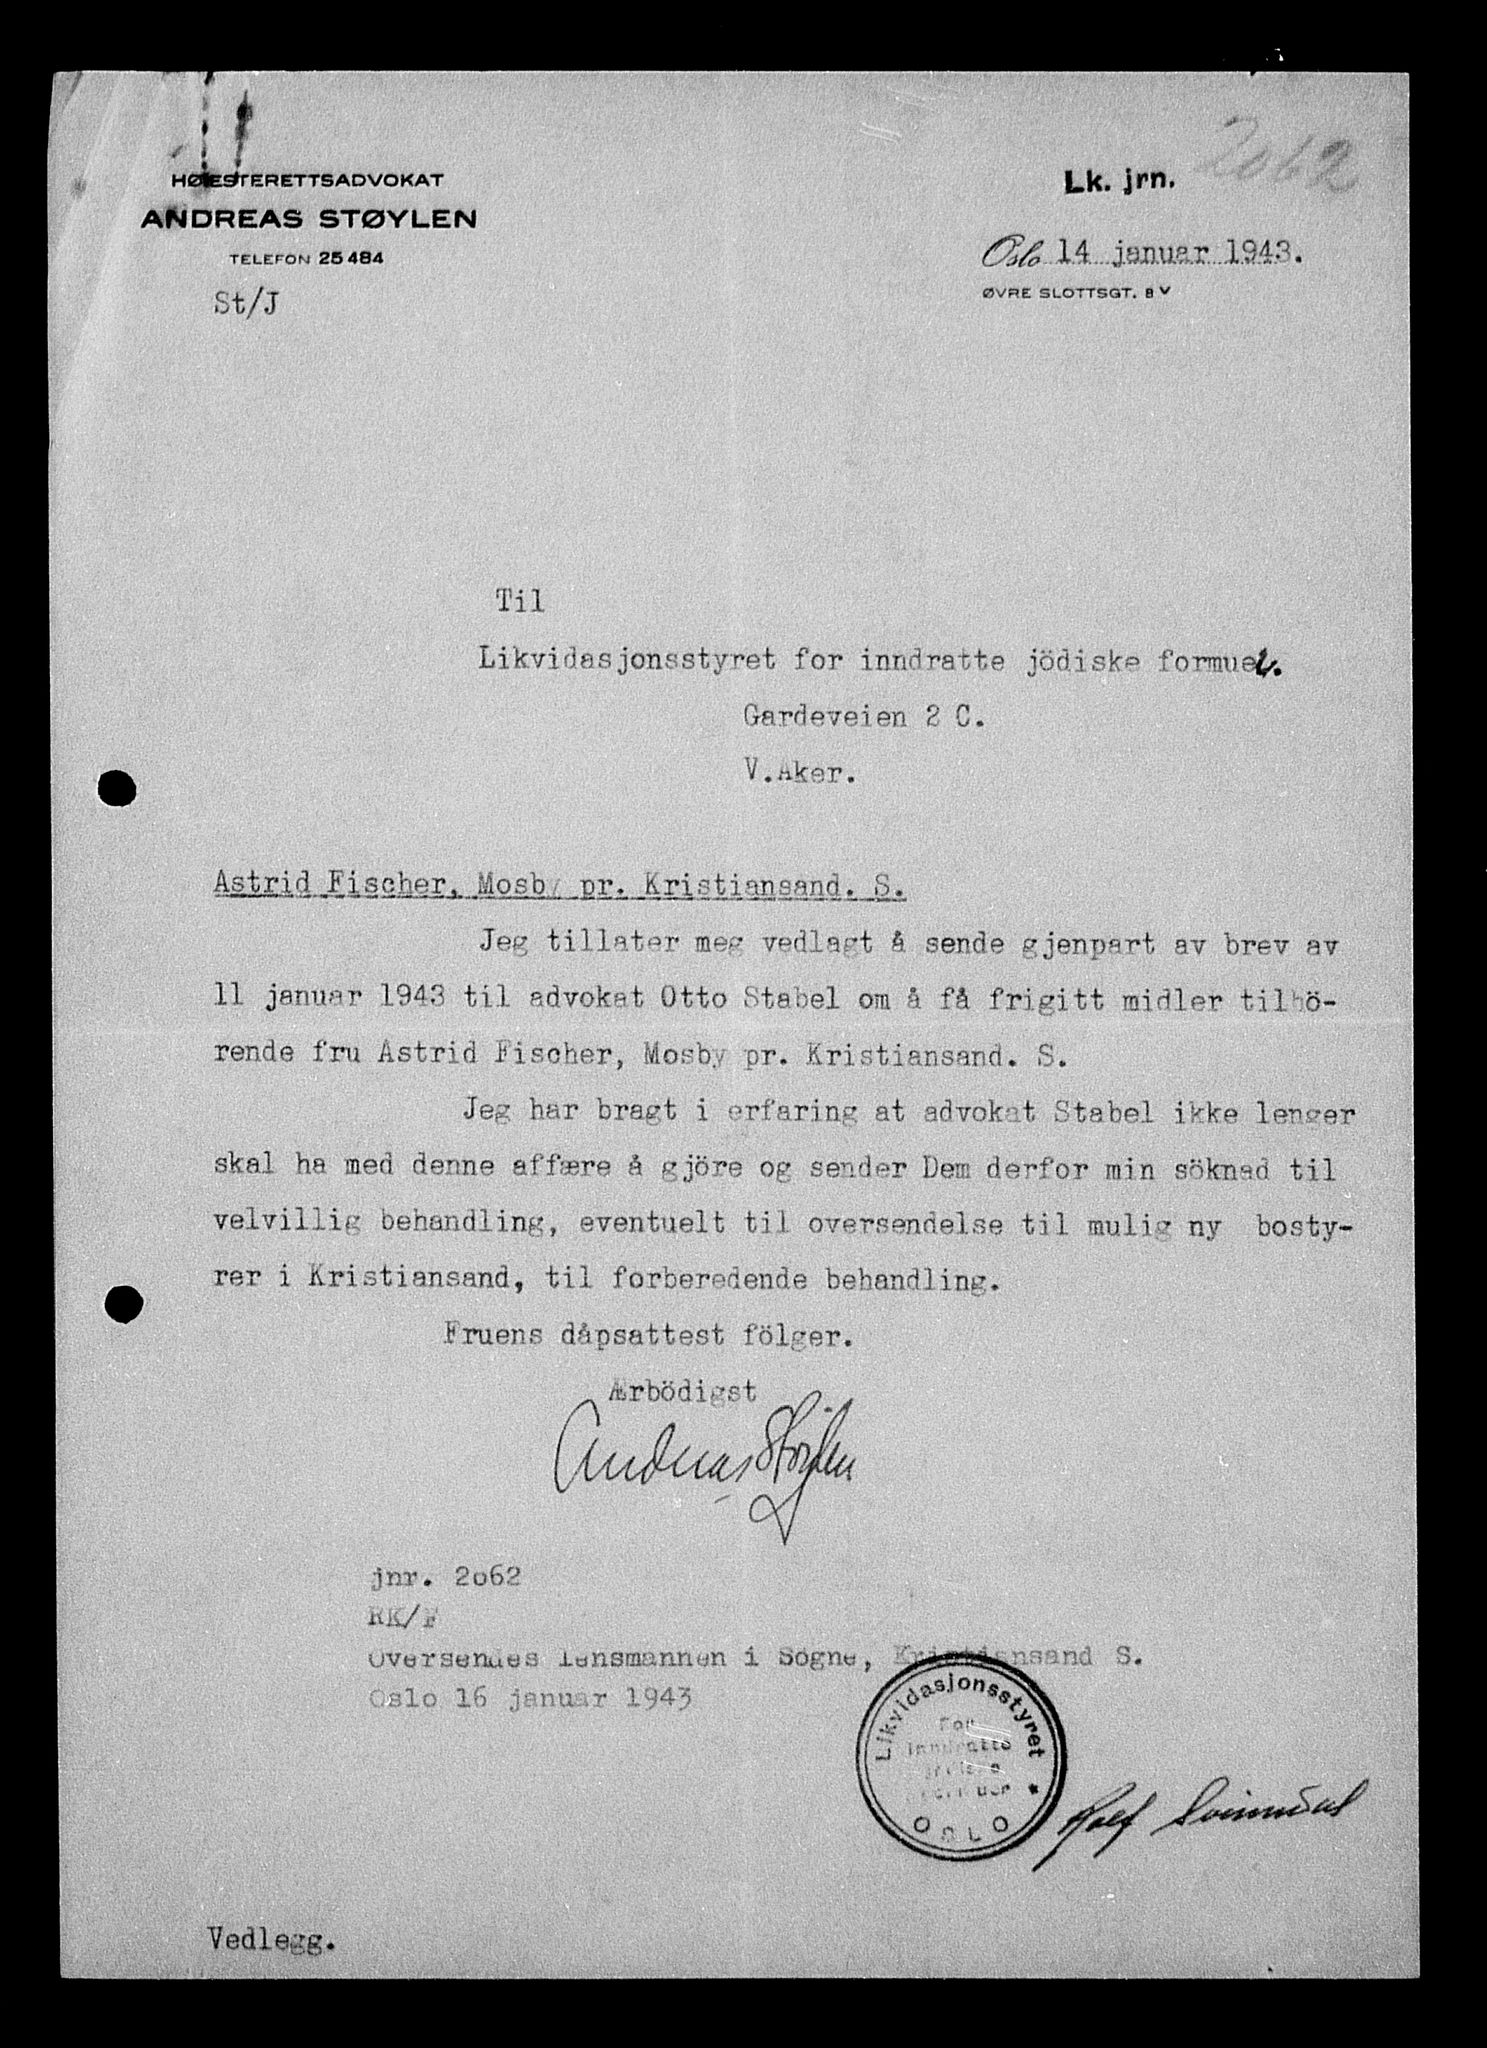 2062
HØIESTERETTSADVOKAT
ANDREAS STØYLEN
TELEFON 25484
St/J
Lk. jrn.
Oslo 14 januar 1943.
ØVRE SLOTTSGT. 8 V
Til
Likvidasjonsstyret for inndratte jödiske formuer.
Gardeveien 2 C.
V.Aker.
Astrid Fischer, Mosby pr. Kristiansand. S.
Jeg tillater meg vedlagt å sende gjenpart av brev av
11 januar 1943 til advokat Otto Stabel om å få frigitt midler tilhö-
rende fru Astrid Fischer, Mosby pr. Kristiansand. S.
Jeg har bragt i erfaring at advokat Stabel ikke lenger
skal ha med denne affære å gjöre og sender Dem derfor min söknad til
velvillig behandling, eventuelt til oversendelse til mulig ny bosty-
rer i Kristiansand, til forberedende behandling.
Fruens dåpsattest fölger.
Ærbödigst
Andreas Støylen
jnr. 2062
RK/F
Oversendes lensmannen i Sögne, Kristiansand S.
Oslo 16 januar 1943
Likvidasjonsstyret
For
inndratte
OSLO
Rolf
Vedlegg.